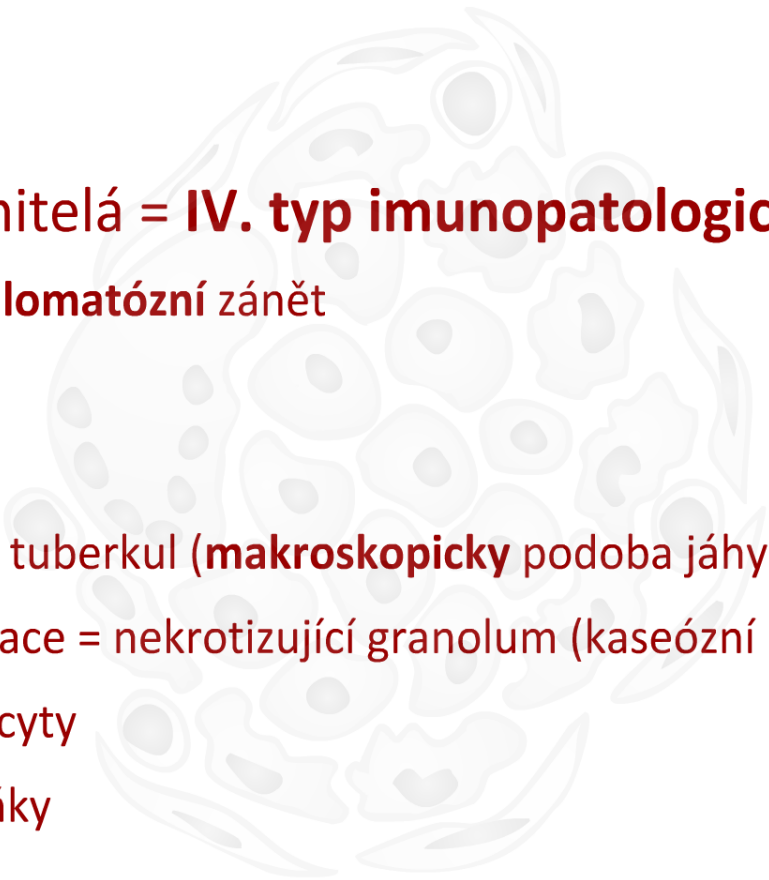 nitelá = IV. typ imunopatologic
lomatózní zánět
tuberkul (makroskopicky podoba jáhy
ace = nekrotizující granolum (kaseózní
cyty
áky